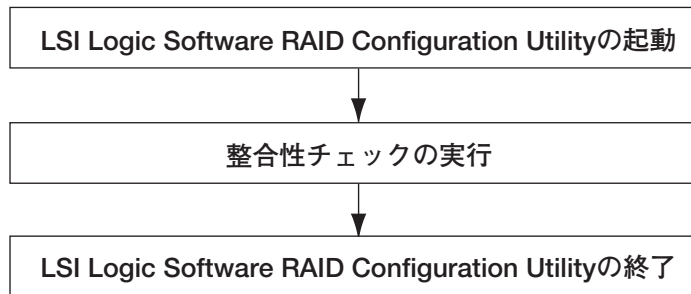 LSI Logic Software RAID Configuration Utilityの起動
整合性チェックの実行
LSI Logic Software RAID Configuration Utilityの終了